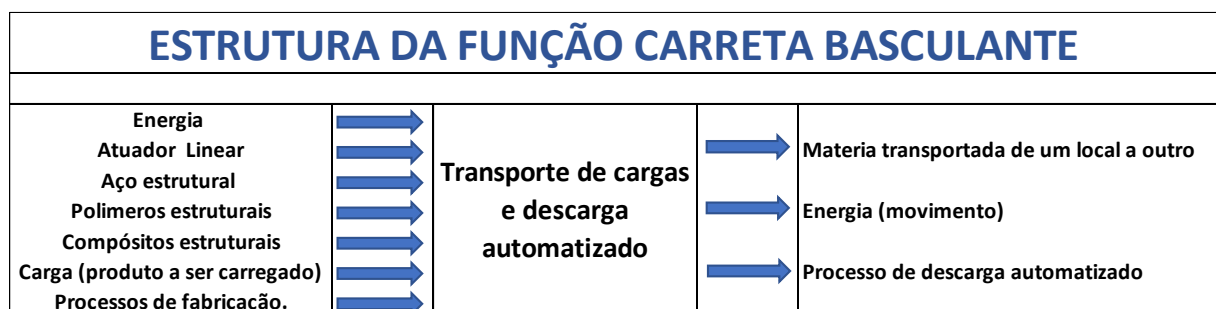 ESTRUTURA DA FUNÇÃO CARRETA BASCULANTE
Energia
Atuador Linear
Aço estrutural
Polimeros estruturais
Compósitos estruturais
Carga (produto a ser carregado)
Processos de fabricação.
Transporte de cargas
e descarga
automatizado
Materia transportada de um local a outro
Energia (movimento)
Processo de descarga automatizado